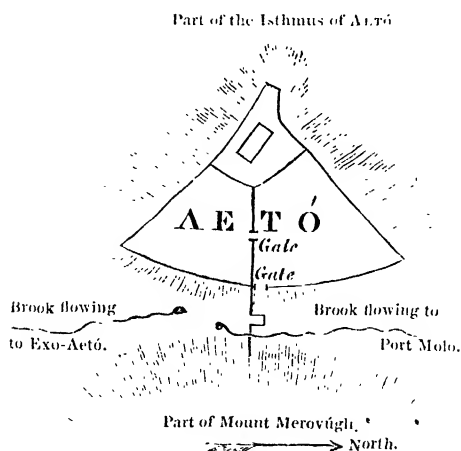 Part of the Isthmus of AETÓ
AETÓ
Gate
Gate
Brook flowing
to Exo-Aetó.
Brook flowing to
Port Molo.
Part of Mount Merovúgli.
North.